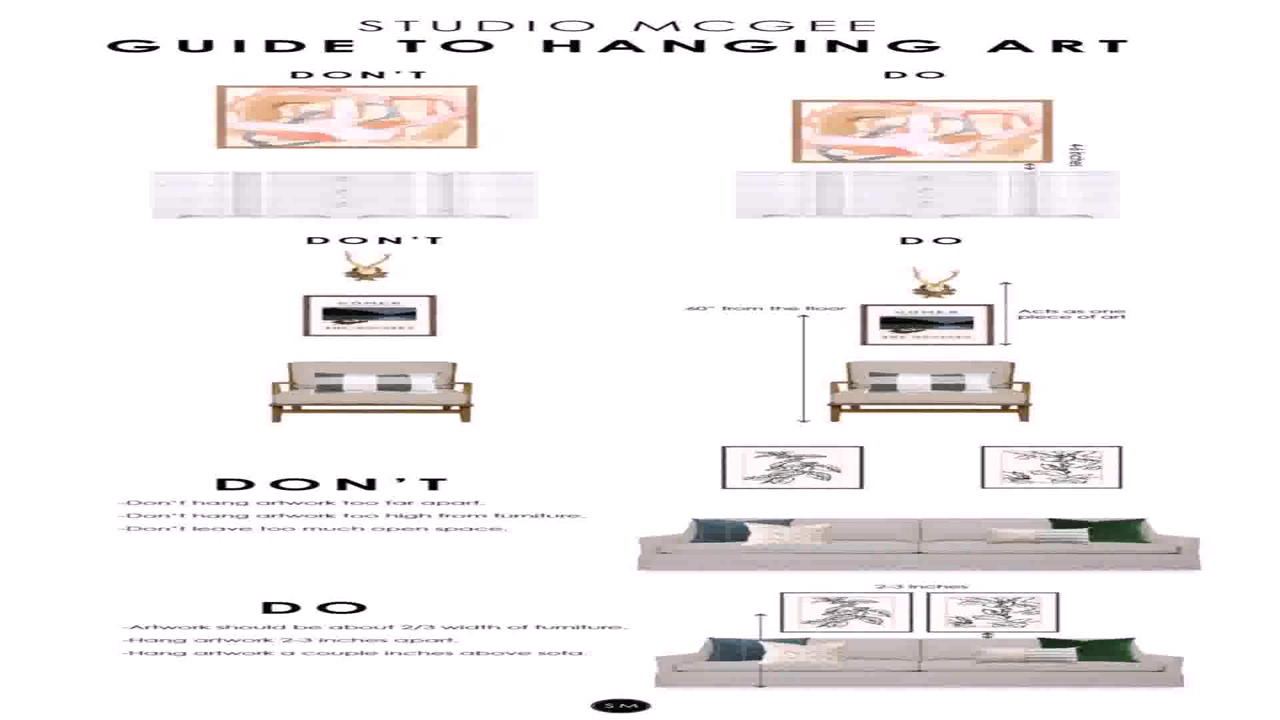 STUDIO MCGEE
GUIDE TO HANGING ART
DON'T
DO
DON'T
DO
60" from the floor
Acts as one
piece of art
DON'T
-Don't hang artwork too far apart.
-Don't hang artwork too high from furniture.
-Don't leave too much open space.
2-3 inches
DO
-Artwork should be about 2/3 width of furniture.
-Hang artwork 2-3 inches apart.
-Hang artwork a couple inches above sofa.
SM